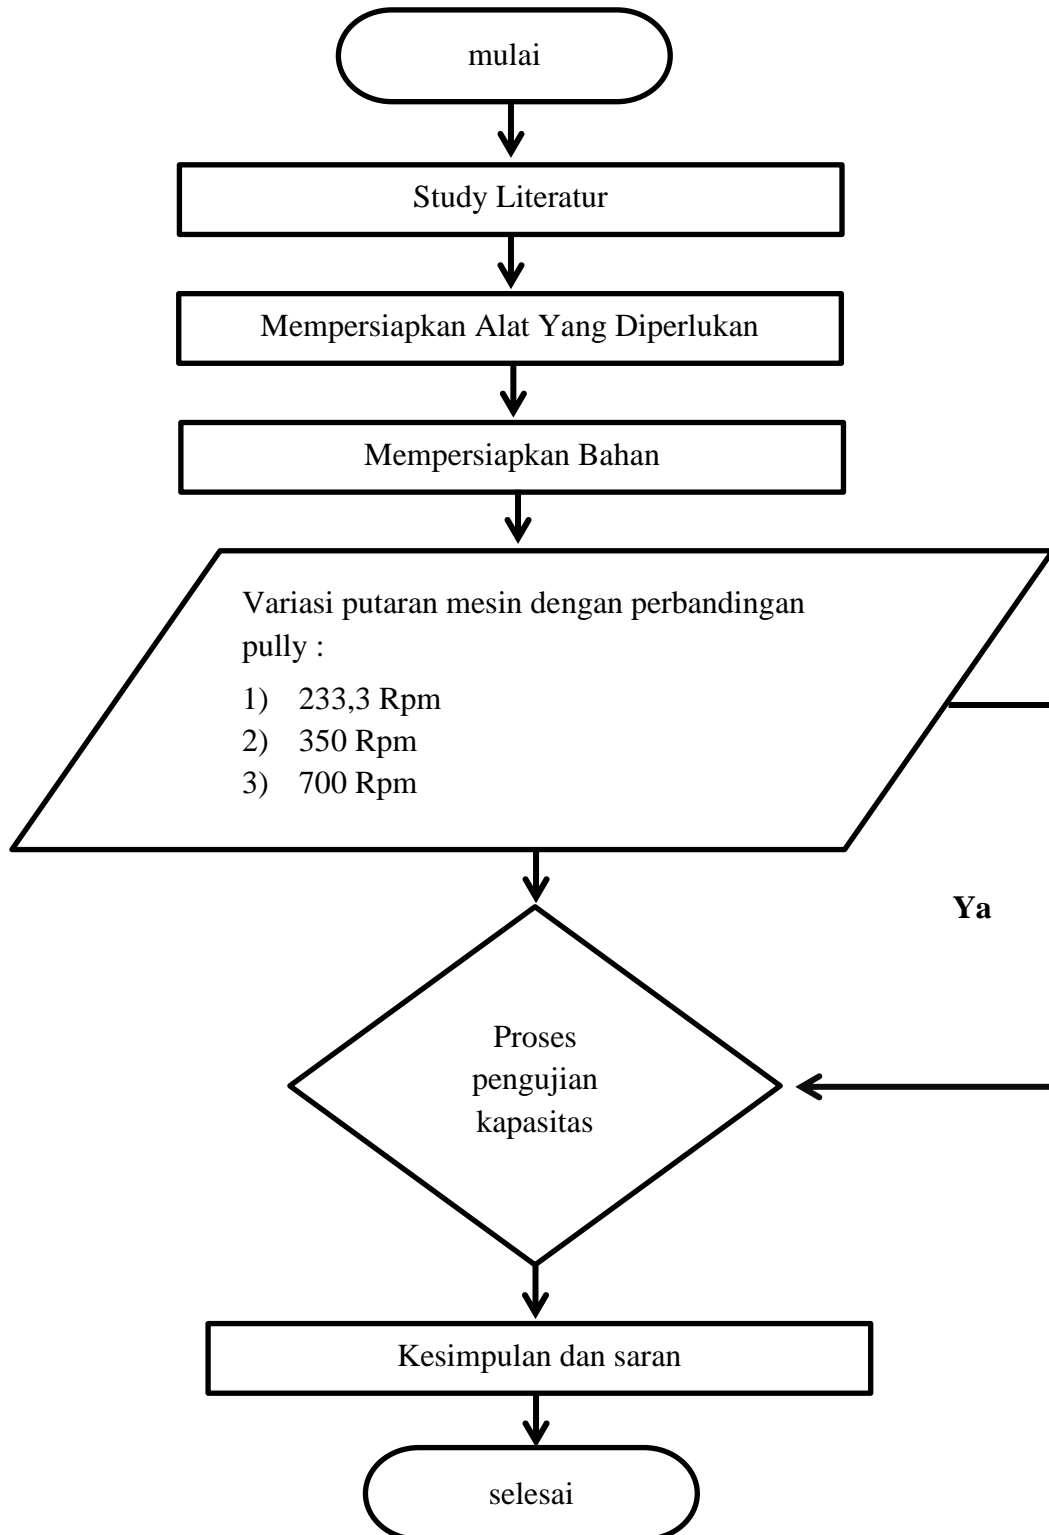 mulai
Study Literatur
Mempersiapkan Alat Yang Diperlukan
Mempersiapkan Bahan
Variasi putaran mesin dengan perbandingan
pully :
1) 233,3 Rpm
2) 350 Rpm
3) 700 Rpm
Ya
Proses
pengujian
kapasitas
Kesimpulan dan saran
selesai